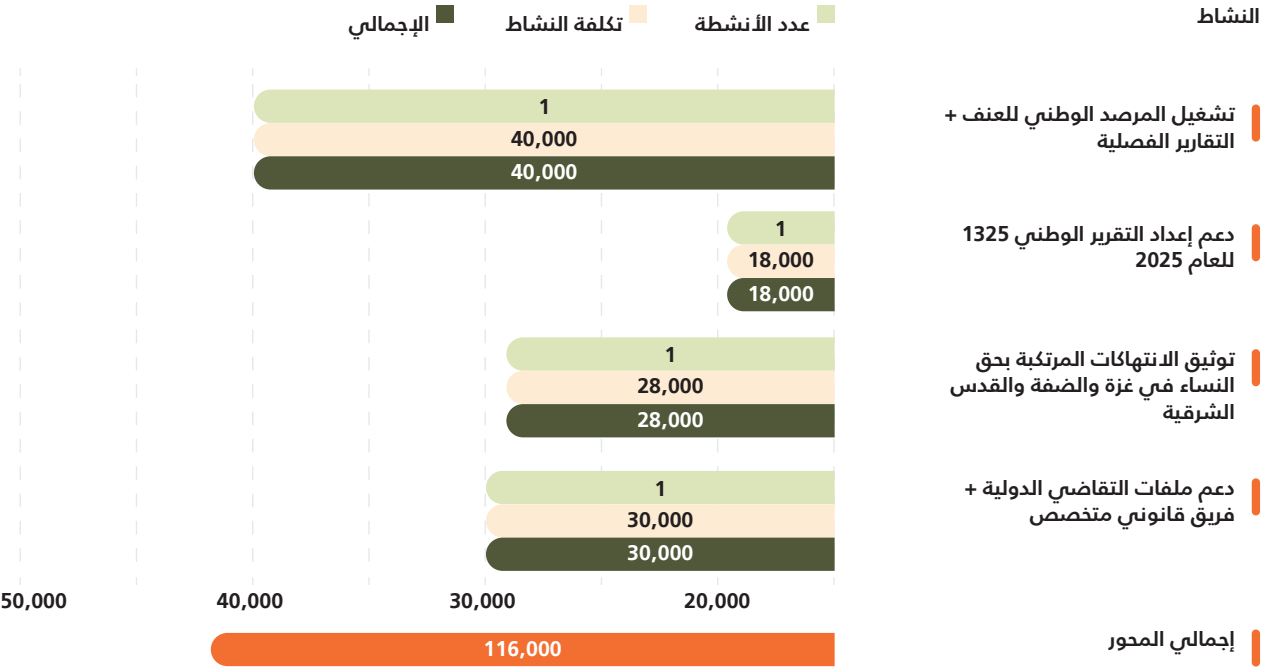 النشاط
عدد الأنشطة
تكلفة النشاط
الإجمالي
تشغيل المرصد الوطني للعنف +
التقارير الفصلية
1
40,000
40,000
دعم إعداد التقرير الوطني 1325
للعام 2025
1
18,000
18,000
توثيق الانتهاكات المرتكبة بحق
النساء في غزة والضفة والقدس
الشرقية
1
28,000
28,000
دعم ملفات التقاضي الدولية +
فريق قانوني متخصص
1
30,000
30,000
20,000
30,000
40,000
50,000
إجمالي المحور
116,000